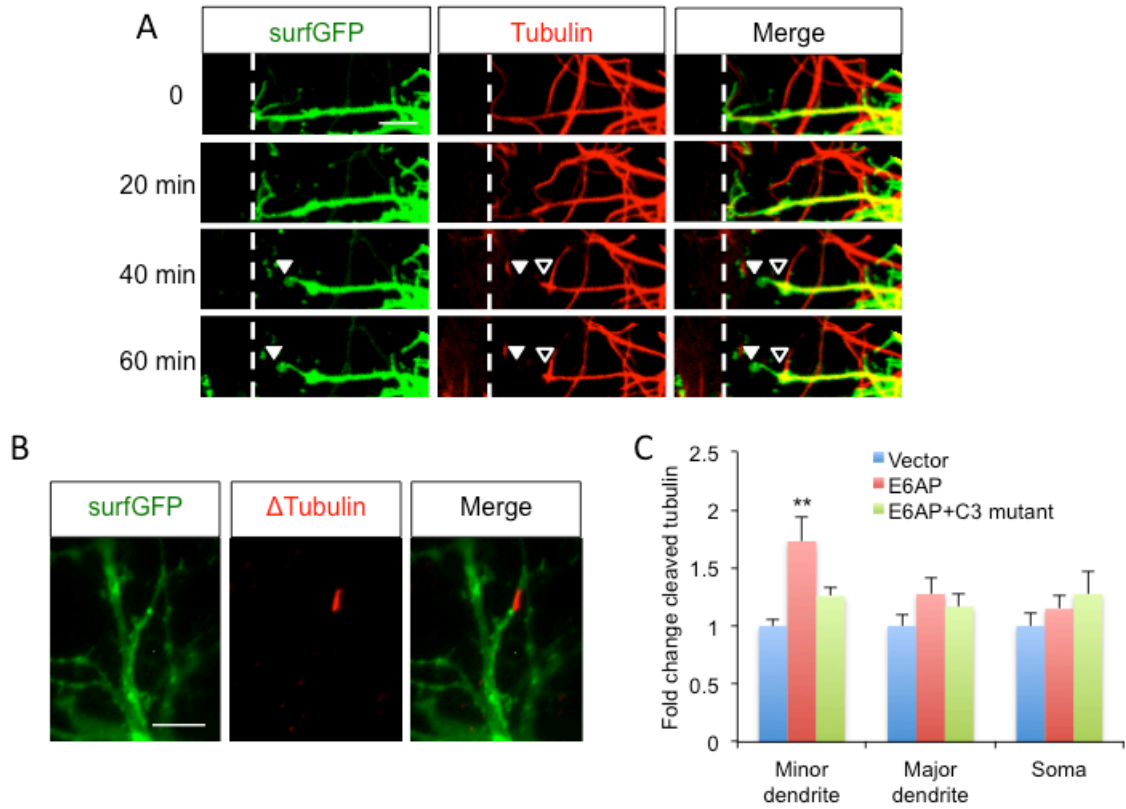 A
surfGFP Tubulin Merge
0
20 min
40 min
60 min
B
surfGFP ΔTubulin Merge
C
Fold change cleaved tubulin
2.5
2
1.5
1
0.5
0
Vector
E6AP
E6AP+C3 mutant
**
Minor dendrite
Major dendrite
Soma